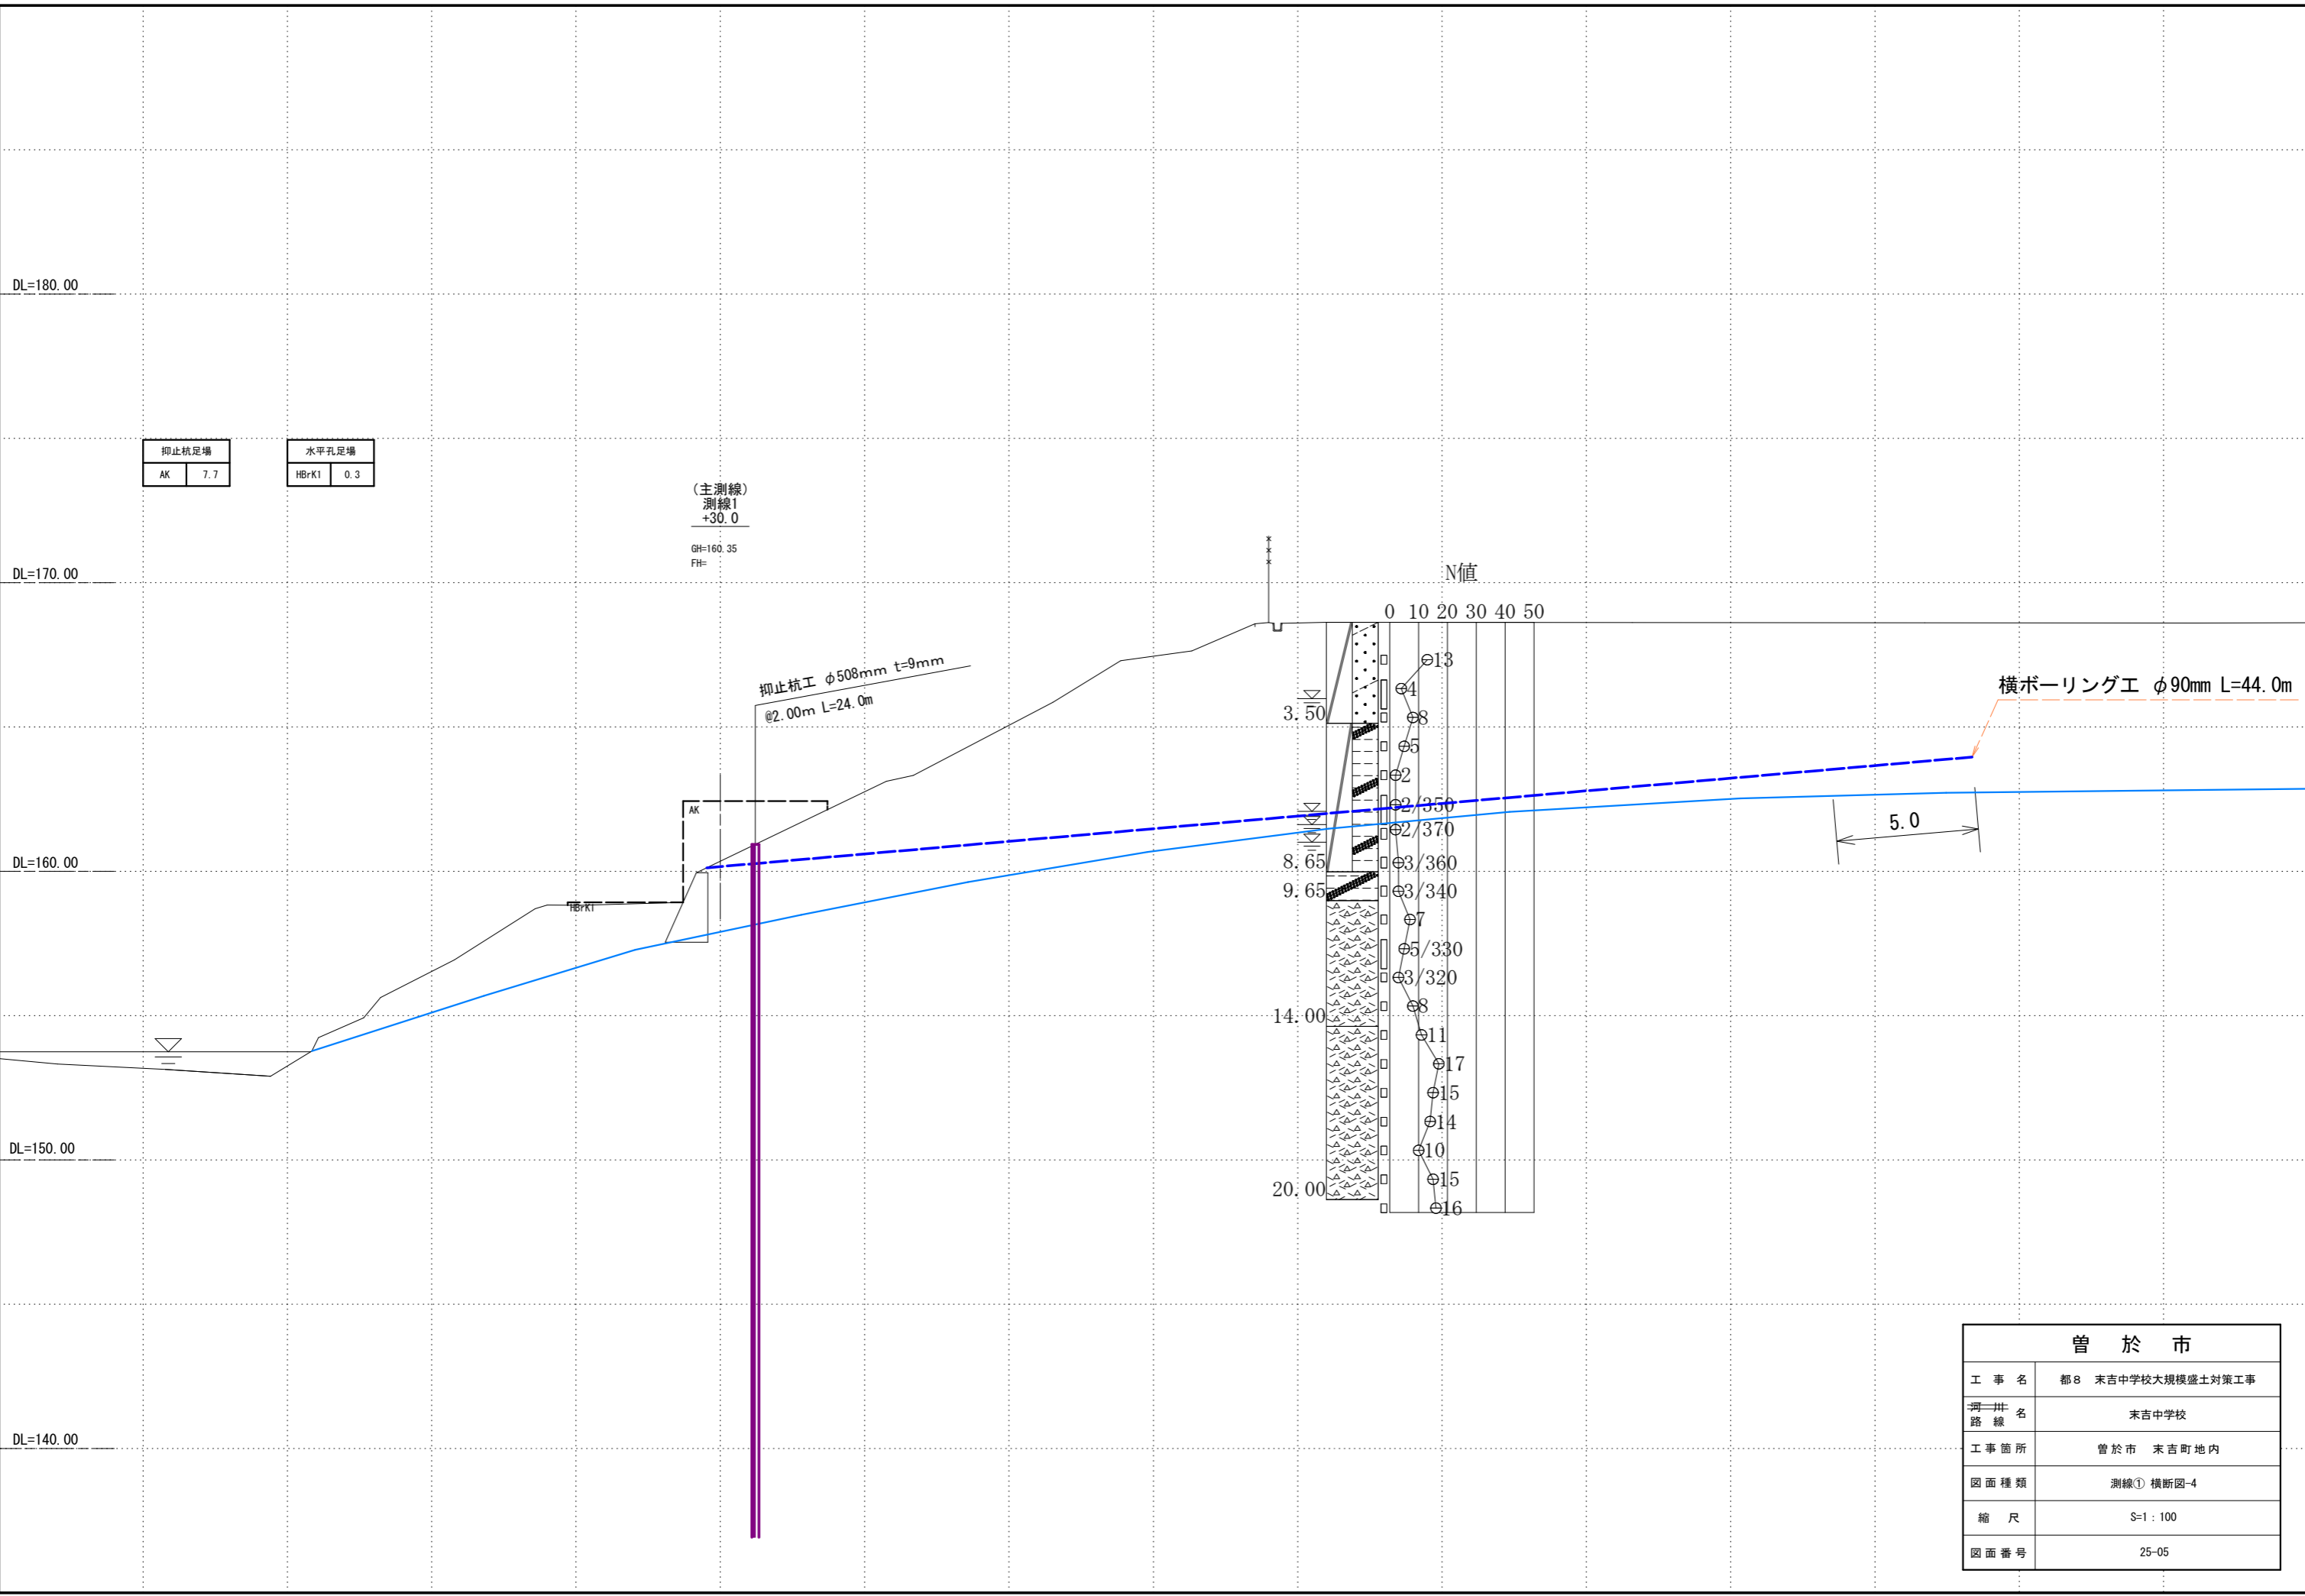 DL=180.00
抑止杭足場
AK 7.7
水平孔足場
HBrK1 0.3
(主測線)
測線1
+30.0
GH=160.35
FH=
DL=170.00
N値
0 10 20 30 40 50
抑止杭工 φ508mm t=9mm
@2.00m L=24.0m
横ボーリング工 φ90mm L=44.0m
13
4
3.50
8
5
2
2/350
2/370
AK
5.0
DL=160.00
8.65
3/360
9.65
3/340
HBrK1
7
5/330
3/320
8
14.00
11
17
15
14
DL=150.00
10
15
20.00
16
DL=140.00
曽於市
工事名 都8 末吉中学校大規模盛土対策工事
河川
路線 名 末吉中学校
工事箇所 曽於市 末吉町地内
図面種類 測線① 横断図-4
縮尺 S=1:100
図面番号 25-05